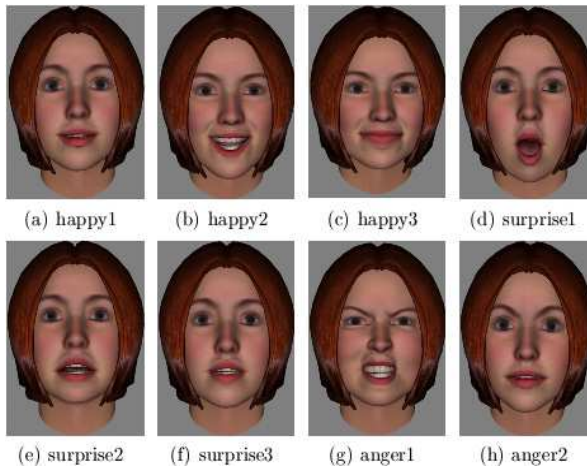 (a) happy1 (b) happy2 (c) happy3 (d) surprise1
(e) surprise2 (f) surprise3 (g) anger1 (h) anger2